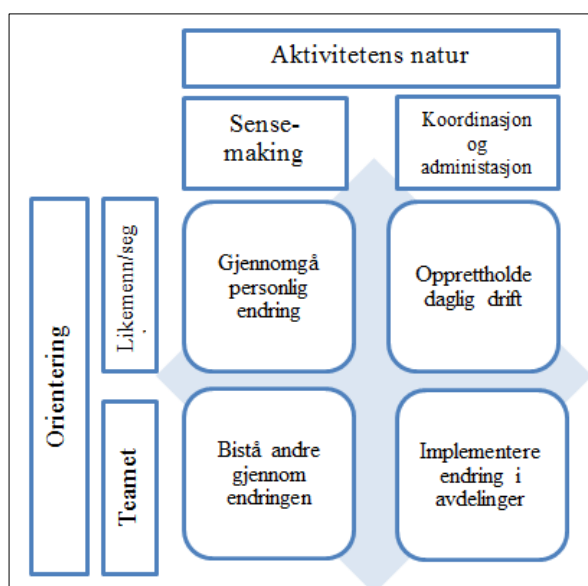 Aktivitetens natur
Sense-
making
Koordinasjon
og
administasjon
Orientering
Likemenn/seg
Gjennomgå
personlig
endring
Opprettholde
daglig drift
Teamet
Bistå andre
gjennom
endringen
Implementere
endring i
avdelinger